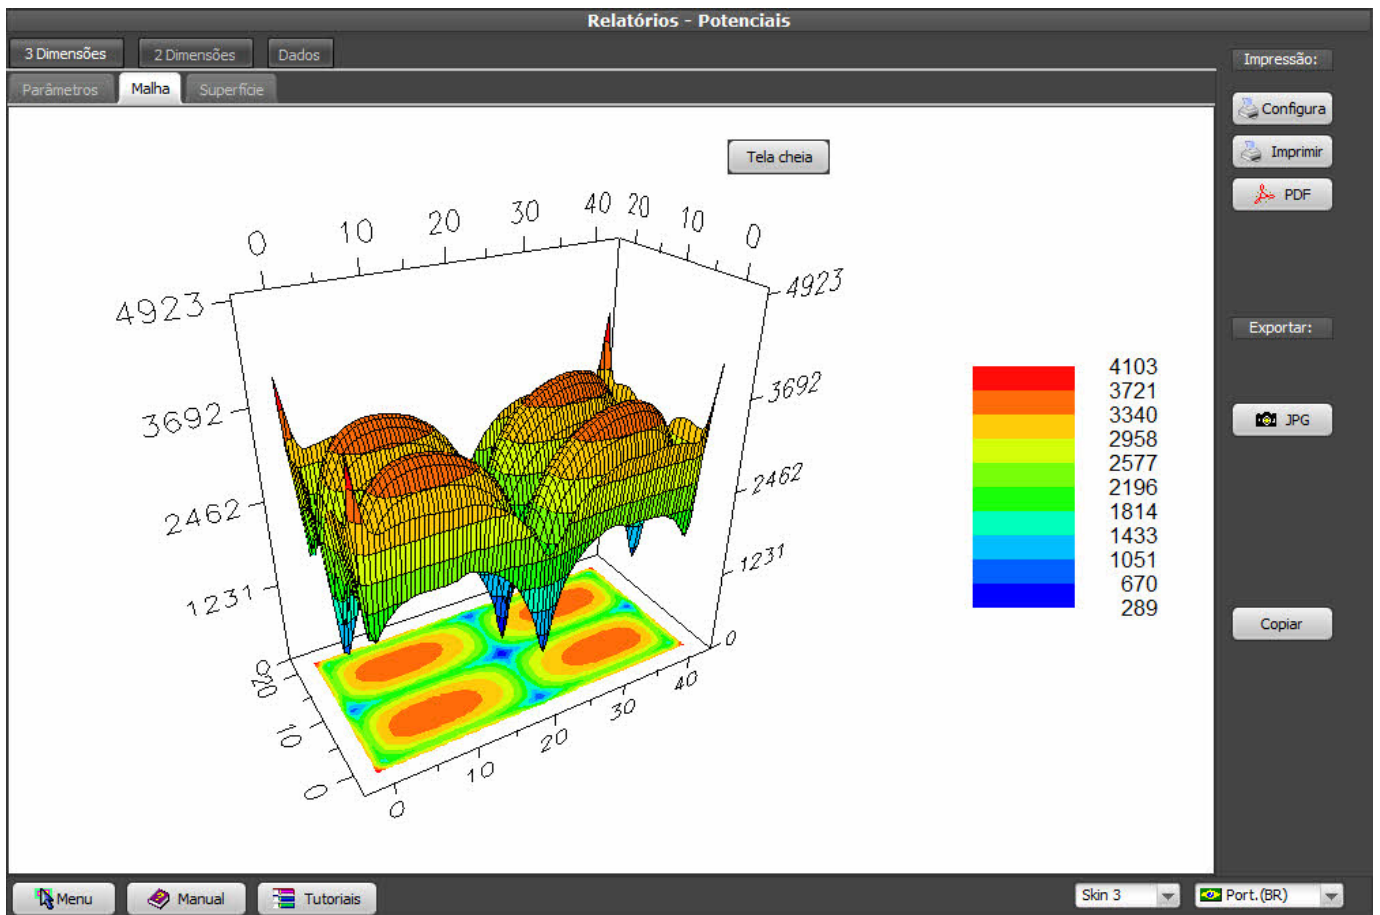 Relatórios - Potenciais
3 Dimensões 2 Dimensões Dados
Impressão:
Parâmetros Malha Superfície
Configura
Tela cheia
Imprimir
PDF
0 10 20 30 40 20 10 0
4923 4923
3692 3692
2462 2462
1231 1231
0
20
10
0
0 10 20 30 40
0
4103
3721
3340
2958
2577
2196
1814
1433
1051
670
289
Exportar:
JPG
Copiar
Menu Manual Tutoriais Skin 3 Port.(BR)